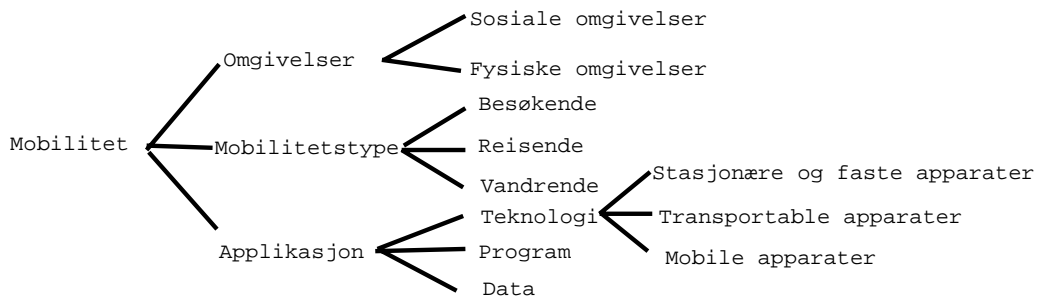 Sosiale omgivelser
Omgivelser
Fysiske omgivelser
Besøkende
Mobilitet
Mobilitetstype
Reisende
Vandrende
Stasjonære og faste apparater
Teknologi
Transportable apparater
Applikasjon
Program
Mobile apparater
Data